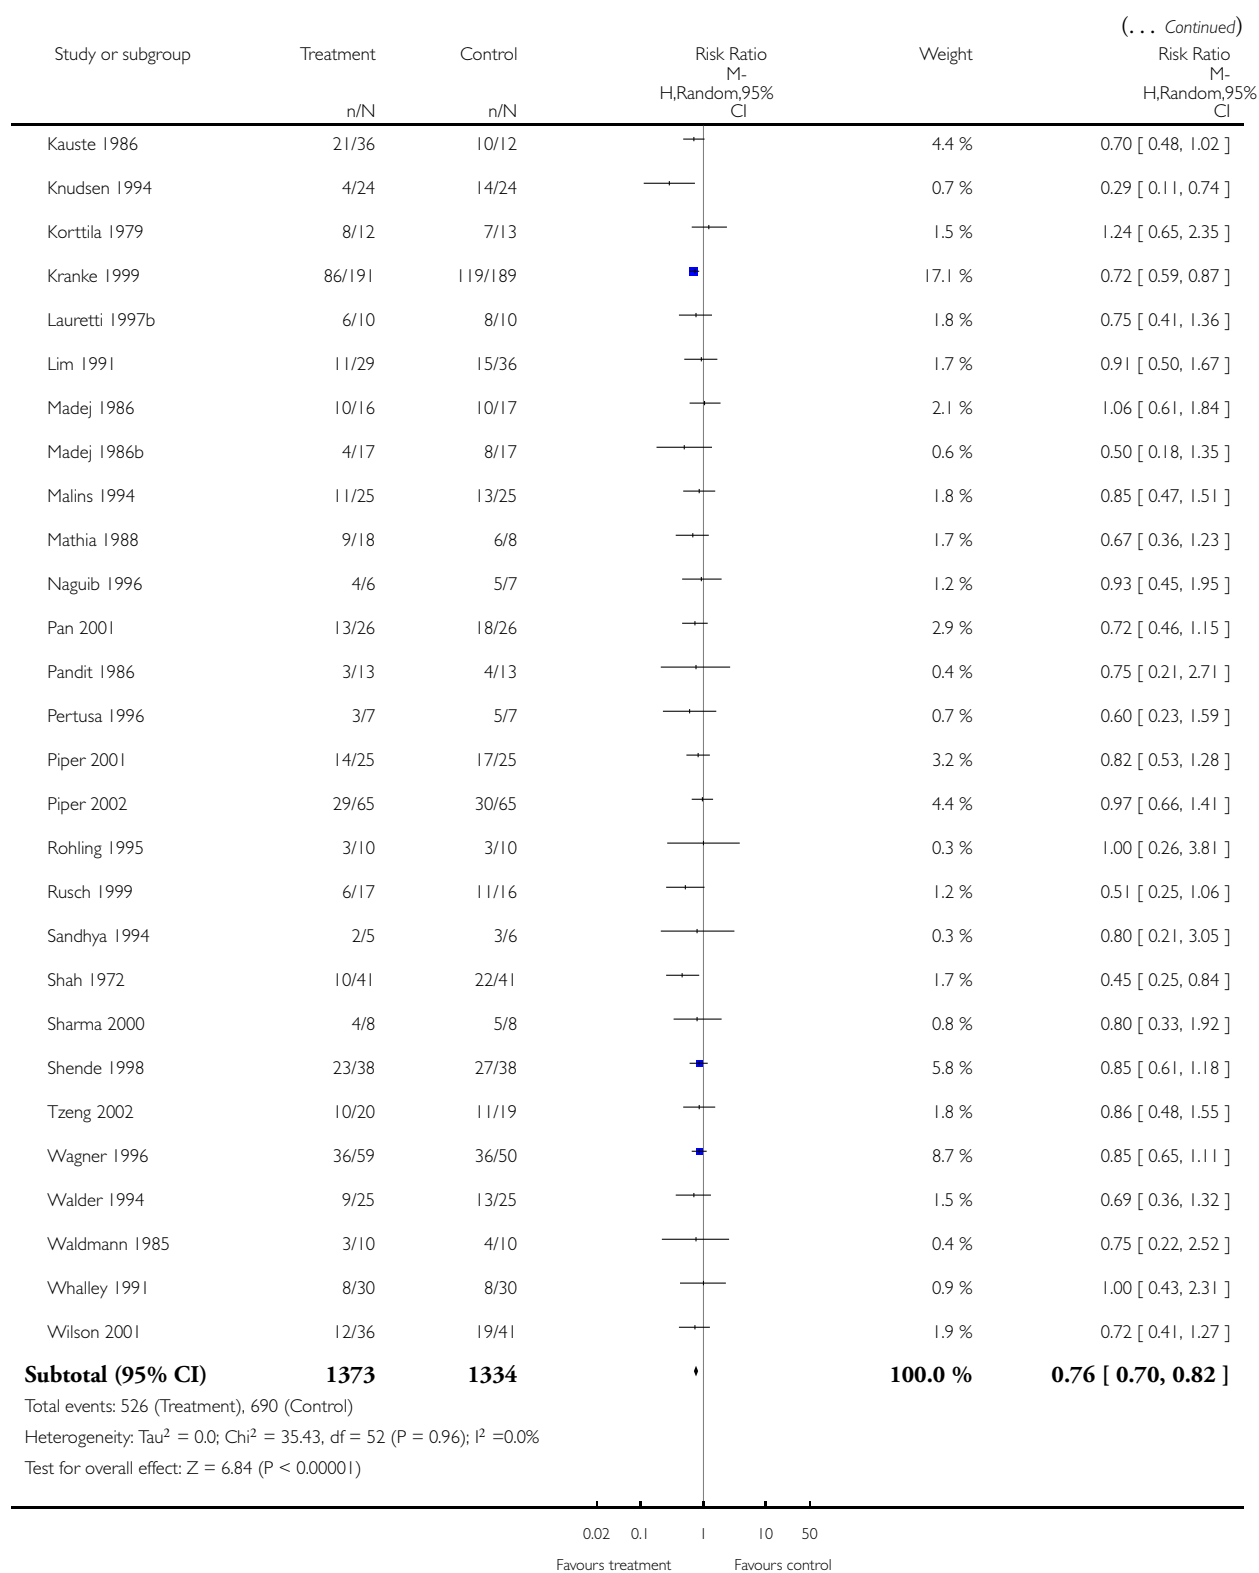 (... Continued)
Study or subgroup Treatment Control Risk Ratio Weight Risk Ratio
M- M-
H,Random,95% H,Random,95%
n/N n/N CI CI
Kauste 1986 21/36 10/12 4.4 % 0.70 [ 0.48, 1.02 ]
Knudsen 1994 4/24 14/24 0.7 % 0.29 [ 0.11, 0.74 ]
Korttila 1979 8/12 7/13 1.5 % 1.24 [ 0.65, 2.35 ]
Kranke 1999 86/191 119/189 17.1 % 0.72 [ 0.59, 0.87 ]
Lauretti 1997b 6/10 8/10 1.8 % 0.75 [ 0.41, 1.36 ]
Lim 1991 11/29 15/36 1.7 % 0.91 [ 0.50, 1.67 ]
Madej 1986 10/16 10/17 2.1 % 1.06 [ 0.61, 1.84 ]
Madej 1986b 4/17 8/17 0.6 % 0.50 [ 0.18, 1.35 ]
Malins 1994 11/25 13/25 1.8 % 0.85 [ 0.47, 1.51 ]
Mathia 1988 9/18 6/8 1.7 % 0.67 [ 0.36, 1.23 ]
Naguib 1996 4/6 5/7 1.2 % 0.93 [ 0.45, 1.95 ]
Pan 2001 13/26 18/26 2.9 % 0.72 [ 0.46, 1.15 ]
Pandit 1986 3/13 4/13 0.4 % 0.75 [ 0.21, 2.71 ]
Pertusa 1996 3/7 5/7 0.7 % 0.60 [ 0.23, 1.59 ]
Piper 2001 14/25 17/25 3.2 % 0.82 [ 0.53, 1.28 ]
Piper 2002 29/65 30/65 4.4 % 0.97 [ 0.66, 1.41 ]
Rohling 1995 3/10 3/10 0.3 % 1.00 [ 0.26, 3.81 ]
Rusch 1999 6/17 11/16 1.2 % 0.51 [ 0.25, 1.06 ]
Sandhya 1994 2/5 3/6 0.3 % 0.80 [ 0.21, 3.05 ]
Shah 1972 10/41 22/41 1.7 % 0.45 [ 0.25, 0.84 ]
Sharma 2000 4/8 5/8 0.8 % 0.80 [ 0.33, 1.92 ]
Shende 1998 23/38 27/38 5.8 % 0.85 [ 0.61, 1.18 ]
Tzeng 2002 10/20 11/19 1.8 % 0.86 [ 0.48, 1.55 ]
Wagner 1996 36/59 36/50 8.7 % 0.85 [ 0.65, 1.11 ]
Walder 1994 9/25 13/25 1.5 % 0.69 [ 0.36, 1.32 ]
Waldmann 1985 3/10 4/10 0.4 % 0.75 [ 0.22, 2.52 ]
Whalley 1991 8/30 8/30 0.9 % 1.00 [ 0.43, 2.31 ]
Wilson 2001 12/36 19/41 1.9 % 0.72 [ 0.41, 1.27 ]
Subtotal (95% CI) 1373 1334 100.0 % 0.76 [ 0.70, 0.82 ]
Total events: 526 (Treatment), 690 (Control)
Heterogeneity: Tau² = 0.0; Chi² = 35.43, df = 52 (P = 0.96); I² =0.0%
Test for overall effect: Z = 6.84 (P < 0.00001)
0.02 0.1 1 10 50
Favours treatment Favours control